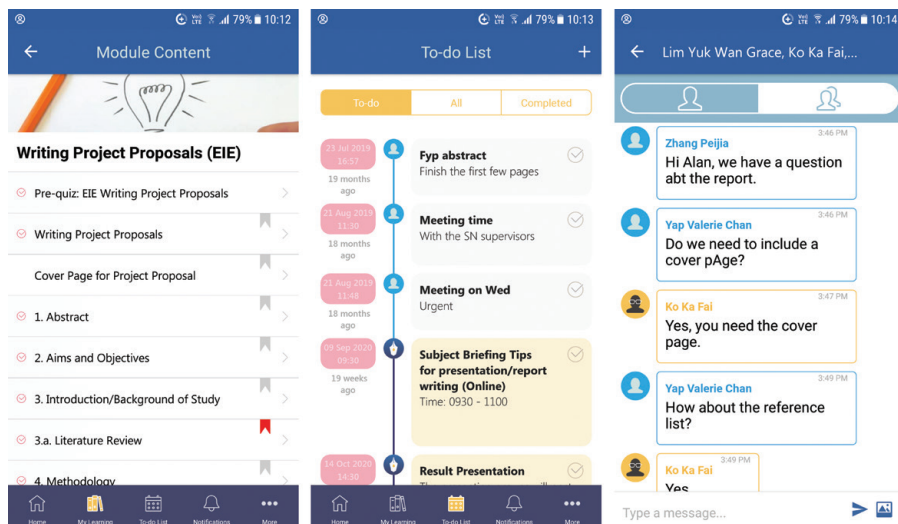 79% 10:12
Module Content
Writing Project Proposals (EIE)
Pre-quiz: EIE Writing Project Proposals
Writing Project Proposals
Cover Page for Project Proposal
1. Abstract
2. Aims and Objectives
3. Introduction/Background of Study
3.a. Literature Review
4. Methodology
Home
My Learning
To-do List
Notifications
More
79% 10:13
To-do List
+
To-do
All
Completed
23 Jul 2019
16:57
19 months
ago
Fyp abstract
Finish the first few pages
21 Aug 2019
11:30
18 months
ago
Meeting time
With the SN supervisors
21 Aug 2019
11:48
18 months
ago
Meeting on Wed
Urgent
09 Sep 2020
09:30
19 weeks
ago
Subject Briefing Tips
for presentation/report
writing (Online)
Time: 0930 - 1100
14 Oct 2020
14:30
Result Presentation
Home
My Learning
To-do List
Notifications
More
79% 10:14
Lim Yuk Wan Grace, Ko Ka Fai,...
3:46 PM
Zhang Peijia
Hi Alan, we have a question
abt the report.
3:46 PM
Yap Valerie Chan
Do we need to include a
cover pAge?
3:47 PM
Ko Ka Fai
Yes, you need the cover
page.
3:49 PM
Yap Valerie Chan
How about the reference
list?
3:49 PM
Ko Ka Fai
Yes
Type a message...